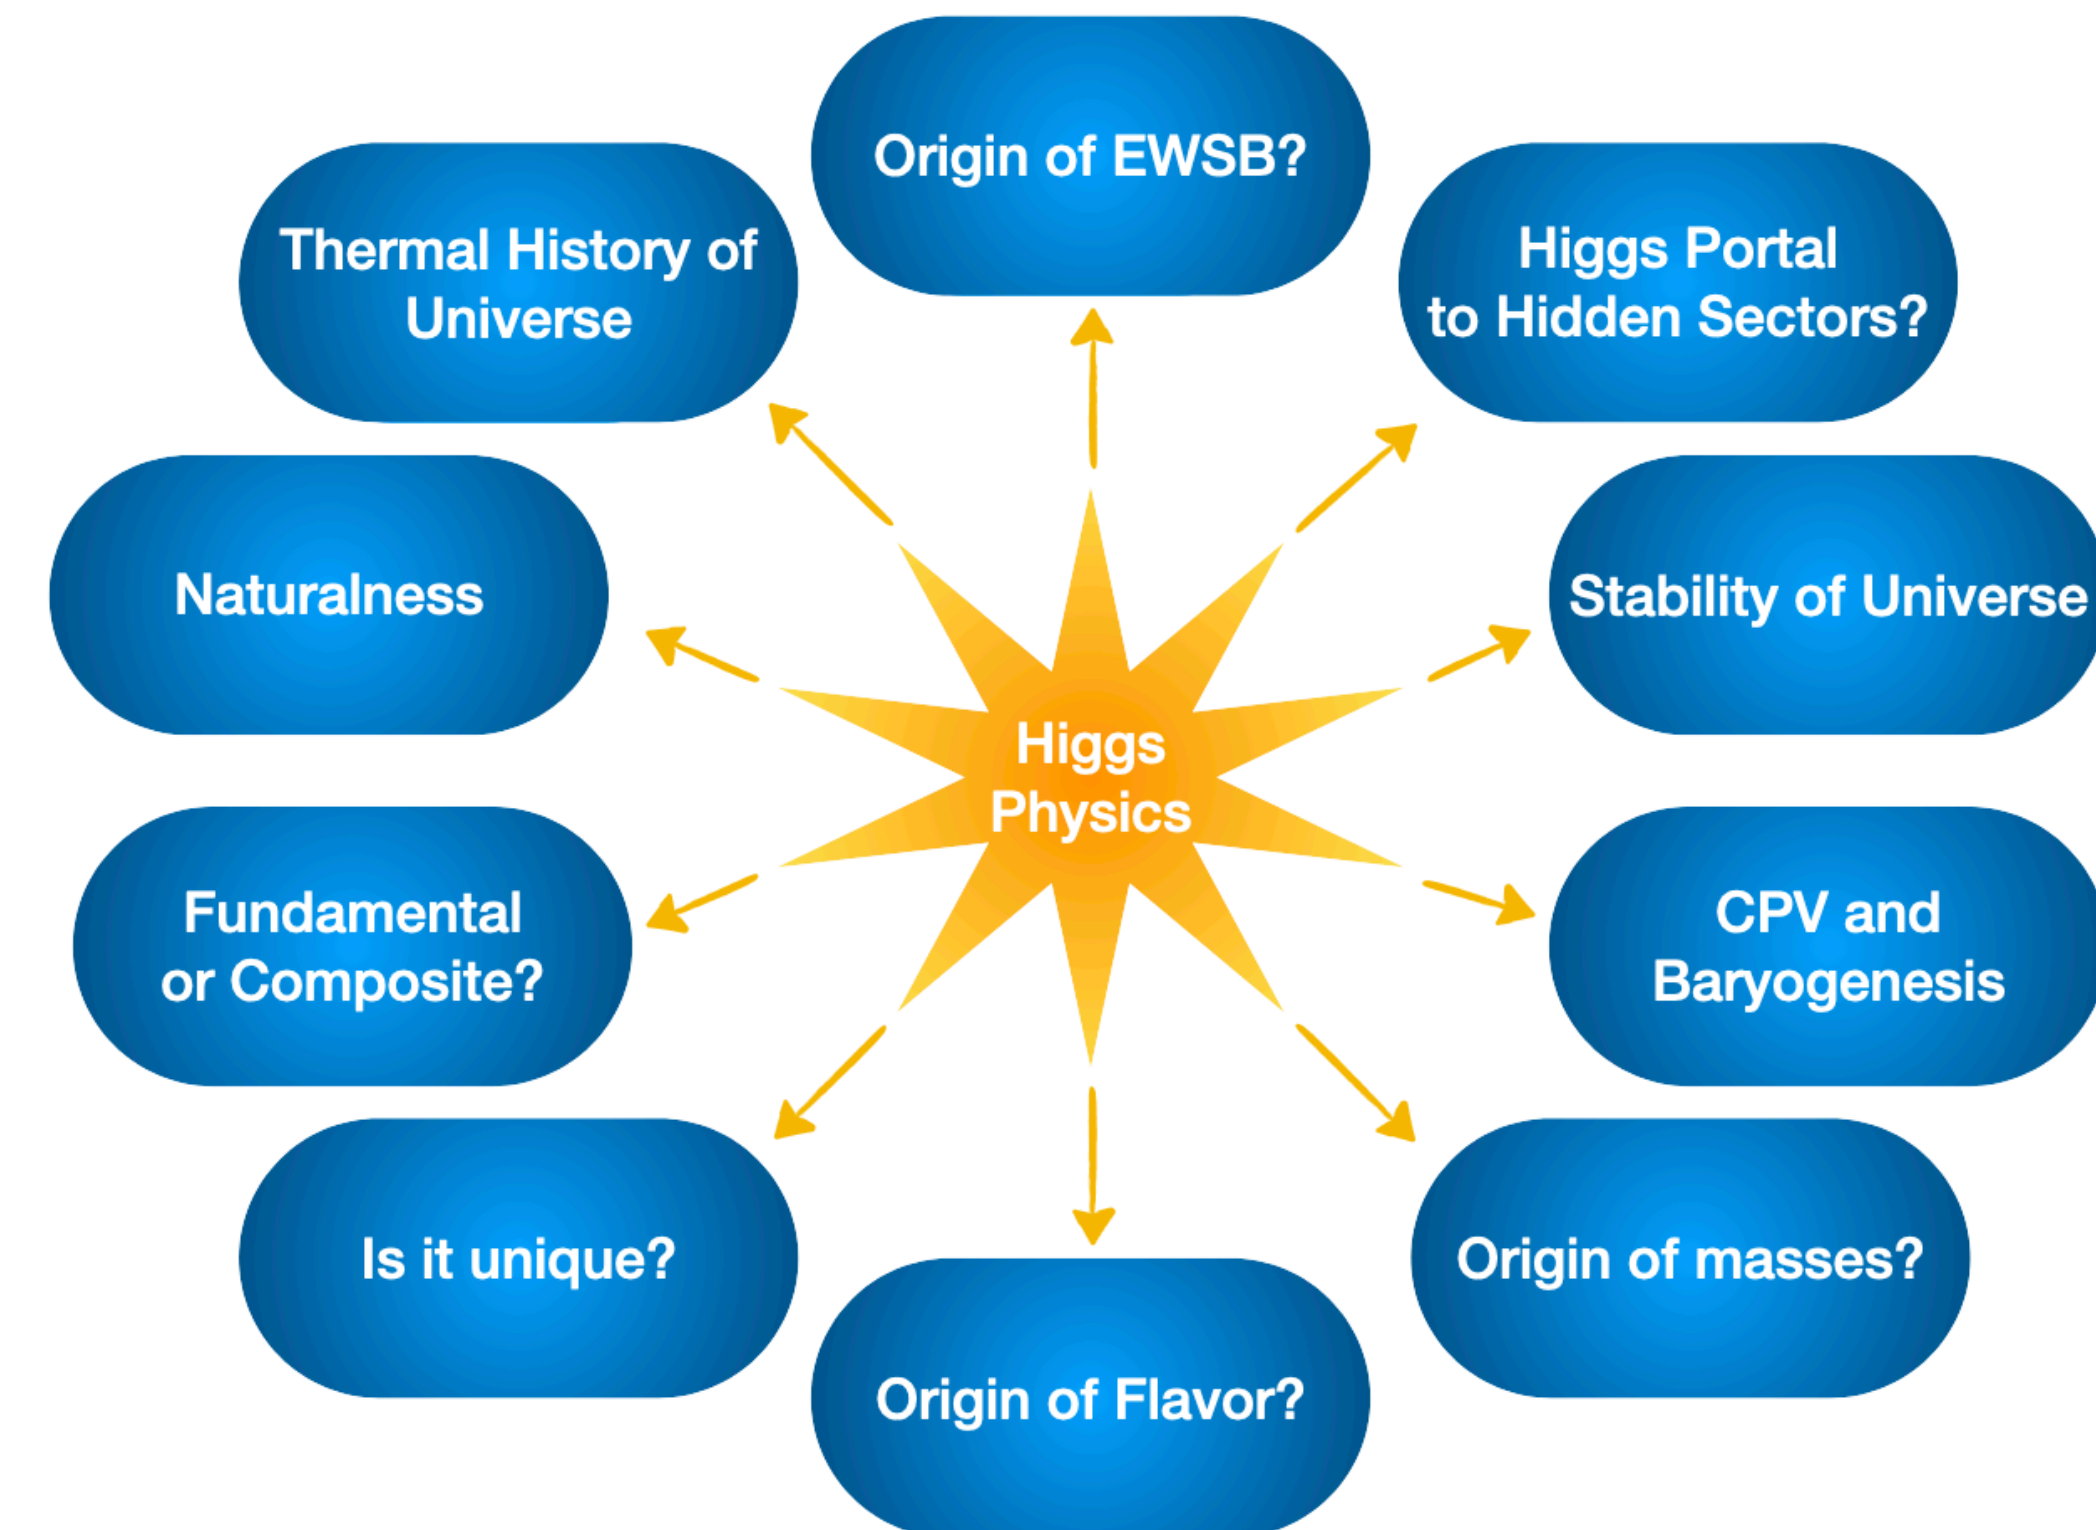 Origin of EWSB?
Thermal History of
Universe
Higgs Portal
to Hidden Sectors?
Naturalness
Stability of Universe
Higgs
Physics
Fundamental
or Composite?
CPV and
Baryogenesis
Is it unique?
Origin of masses?
Origin of Flavor?